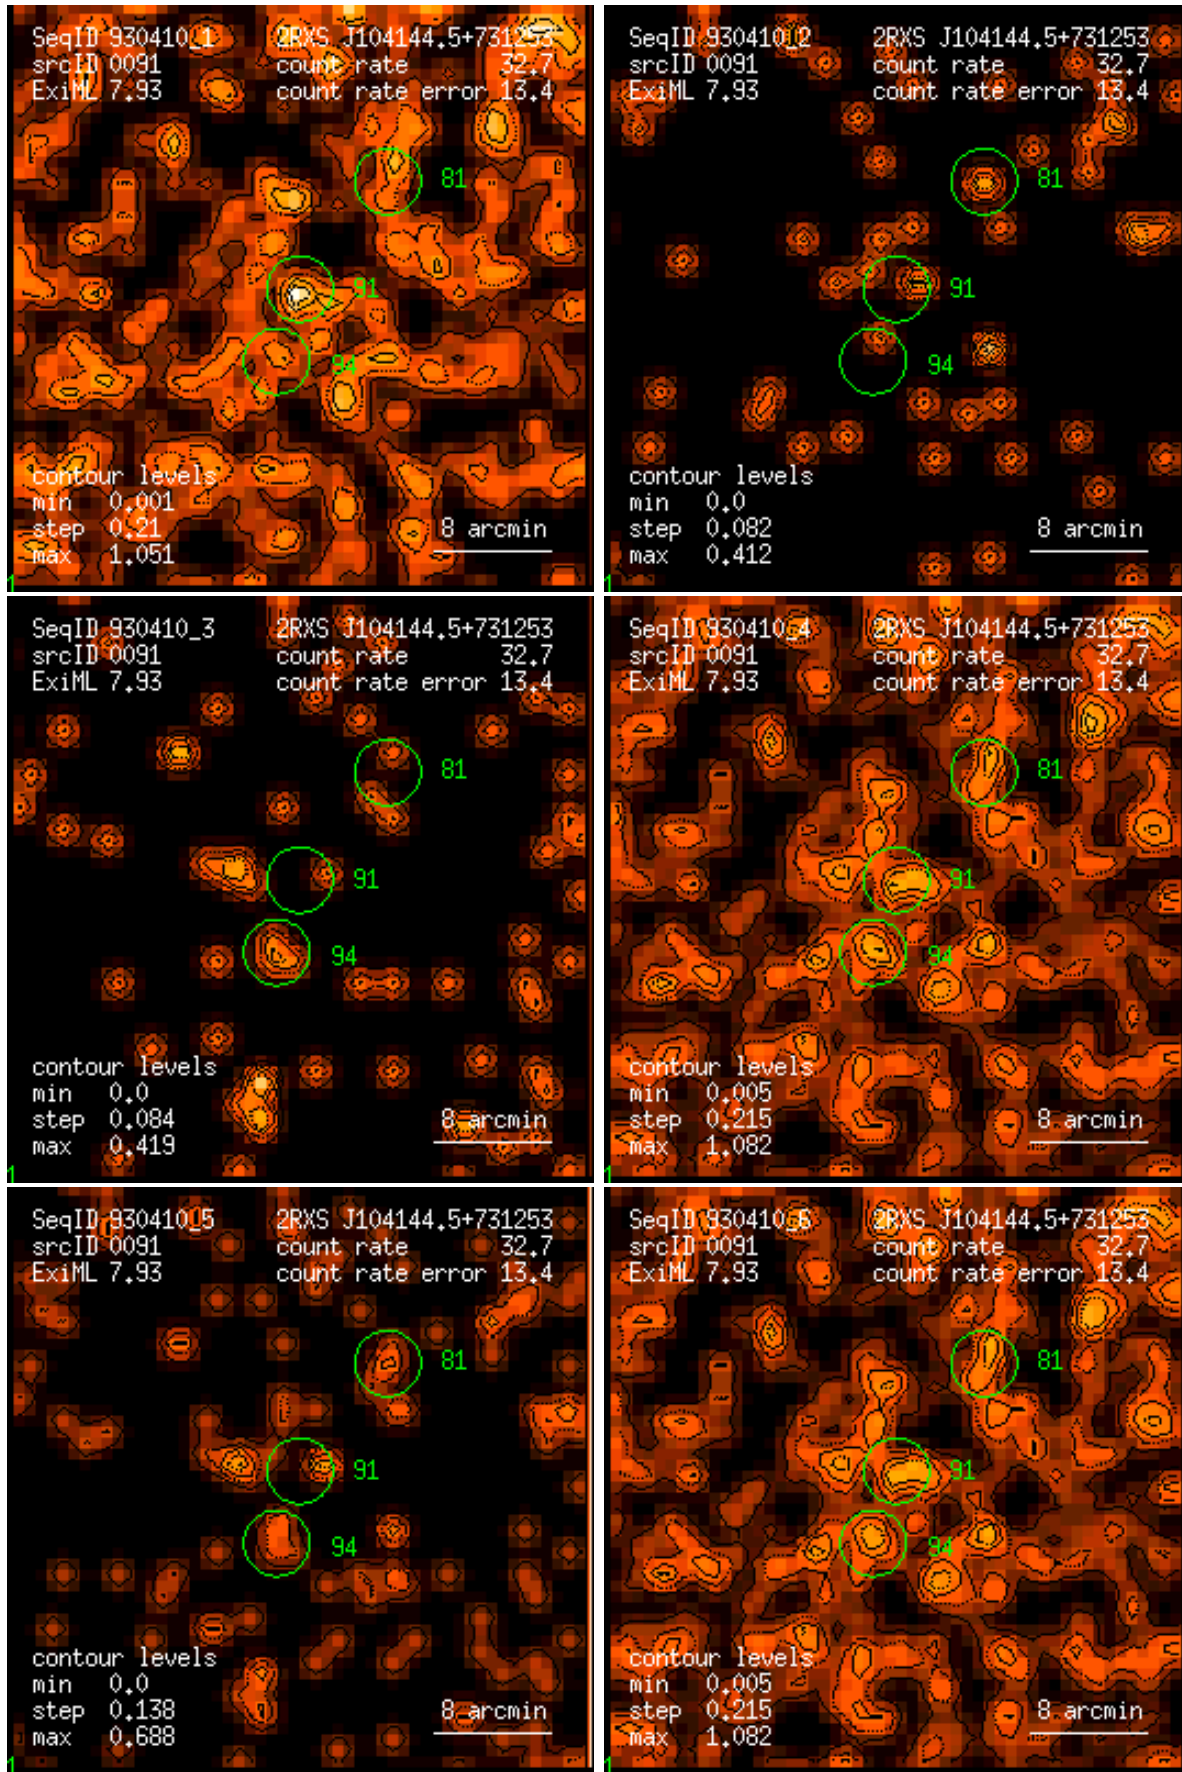 SeqID 930410_1 2RXS J104144.5+731253
srcID 0091 count rate 32.7
ExiML 7.93 count rate error 13.4
81
91
94
contour levels
min 0.001
step 0.21 8 arcmin
max 1.051
1
SeqID 930410_2 2RXS J104144.5+731253
srcID 0091 count rate 32.7
ExiML 7.93 count rate error 13.4
81
91
94
contour levels
min 0.0
step 0.082 8 arcmin
max 0.412
1
SeqID 930410_3 2RXS J104144.5+731253
srcID 0091 count rate 32.7
ExiML 7.93 count rate error 13.4
81
91
94
contour levels
min 0.0
step 0.084 8 arcmin
max 0.419
1
SeqID 930410_4 2RXS J104144.5+731253
srcID 0091 count rate 32.7
ExiML 7.93 count rate error 13.4
81
91
94
contour levels
min 0.005
step 0.215 8 arcmin
max 1.082
1
SeqID 930410_5 2RXS J104144.5+731253
srcID 0091 count rate 32.7
ExiML 7.93 count rate error 13.4
81
91
94
contour levels
min 0.0
step 0.138 8 arcmin
max 0.688
1
SeqID 930410_6 2RXS J104144.5+731253
srcID 0091 count rate 32.7
ExiML 7.93 count rate error 13.4
81
91
94
contour levels
min 0.005
step 0.215 8 arcmin
max 1.082
1